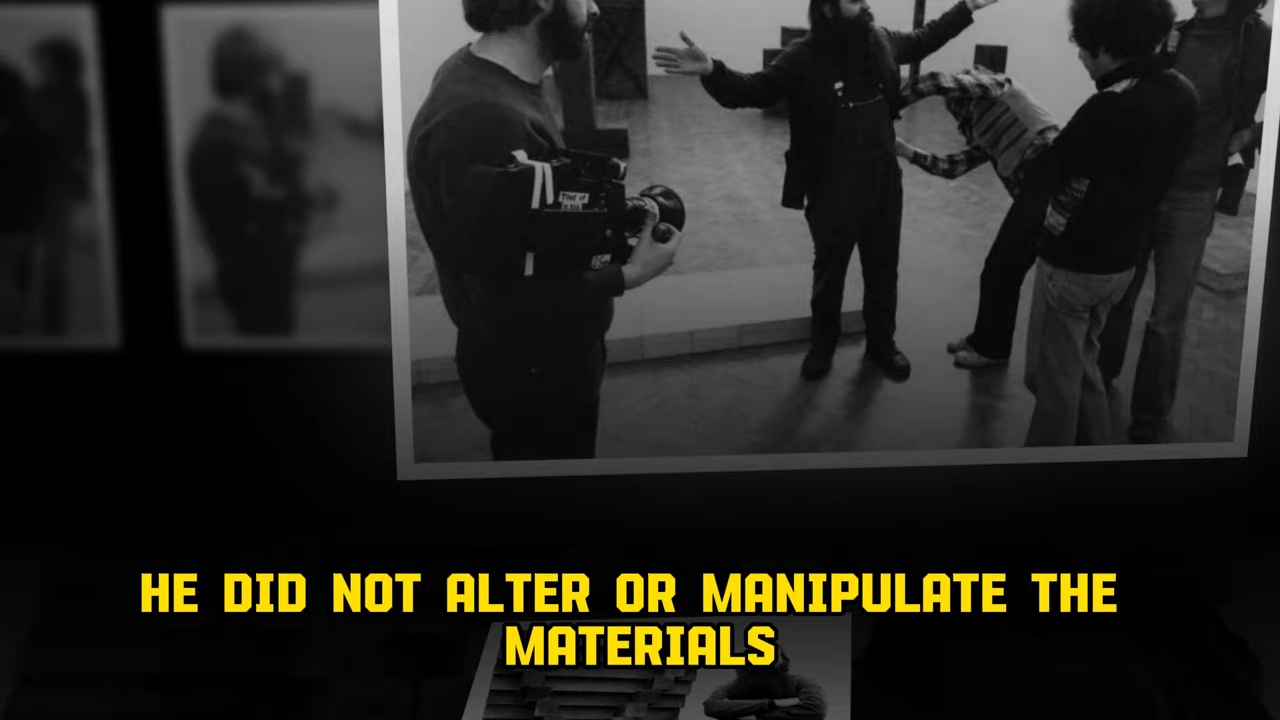 HE DID NOT ALTER OR MANIPULATE THE
MATERIALS